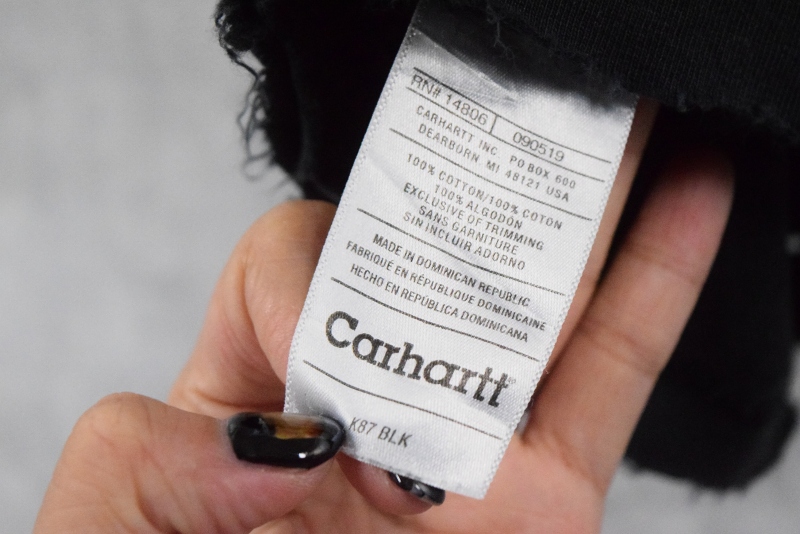 RN# 14806 | 090519
CARHARTT INC PO BOX 600
DEARBORN, MI 48121 USA
100% COTTON/100% COTON
100% ALGODÓN
EXCLUSIVE OF TRIMMING
SANS GARNITURE
SIN INCLUIR ADORNO
MADE IN DOMINICAN REPUBLIC
FABRIQUÉ EN RÉPUBLIQUE DOMINICAINE
HECHO EN REPÚBLICA DOMINICANA
Carhartt
K87 BLK